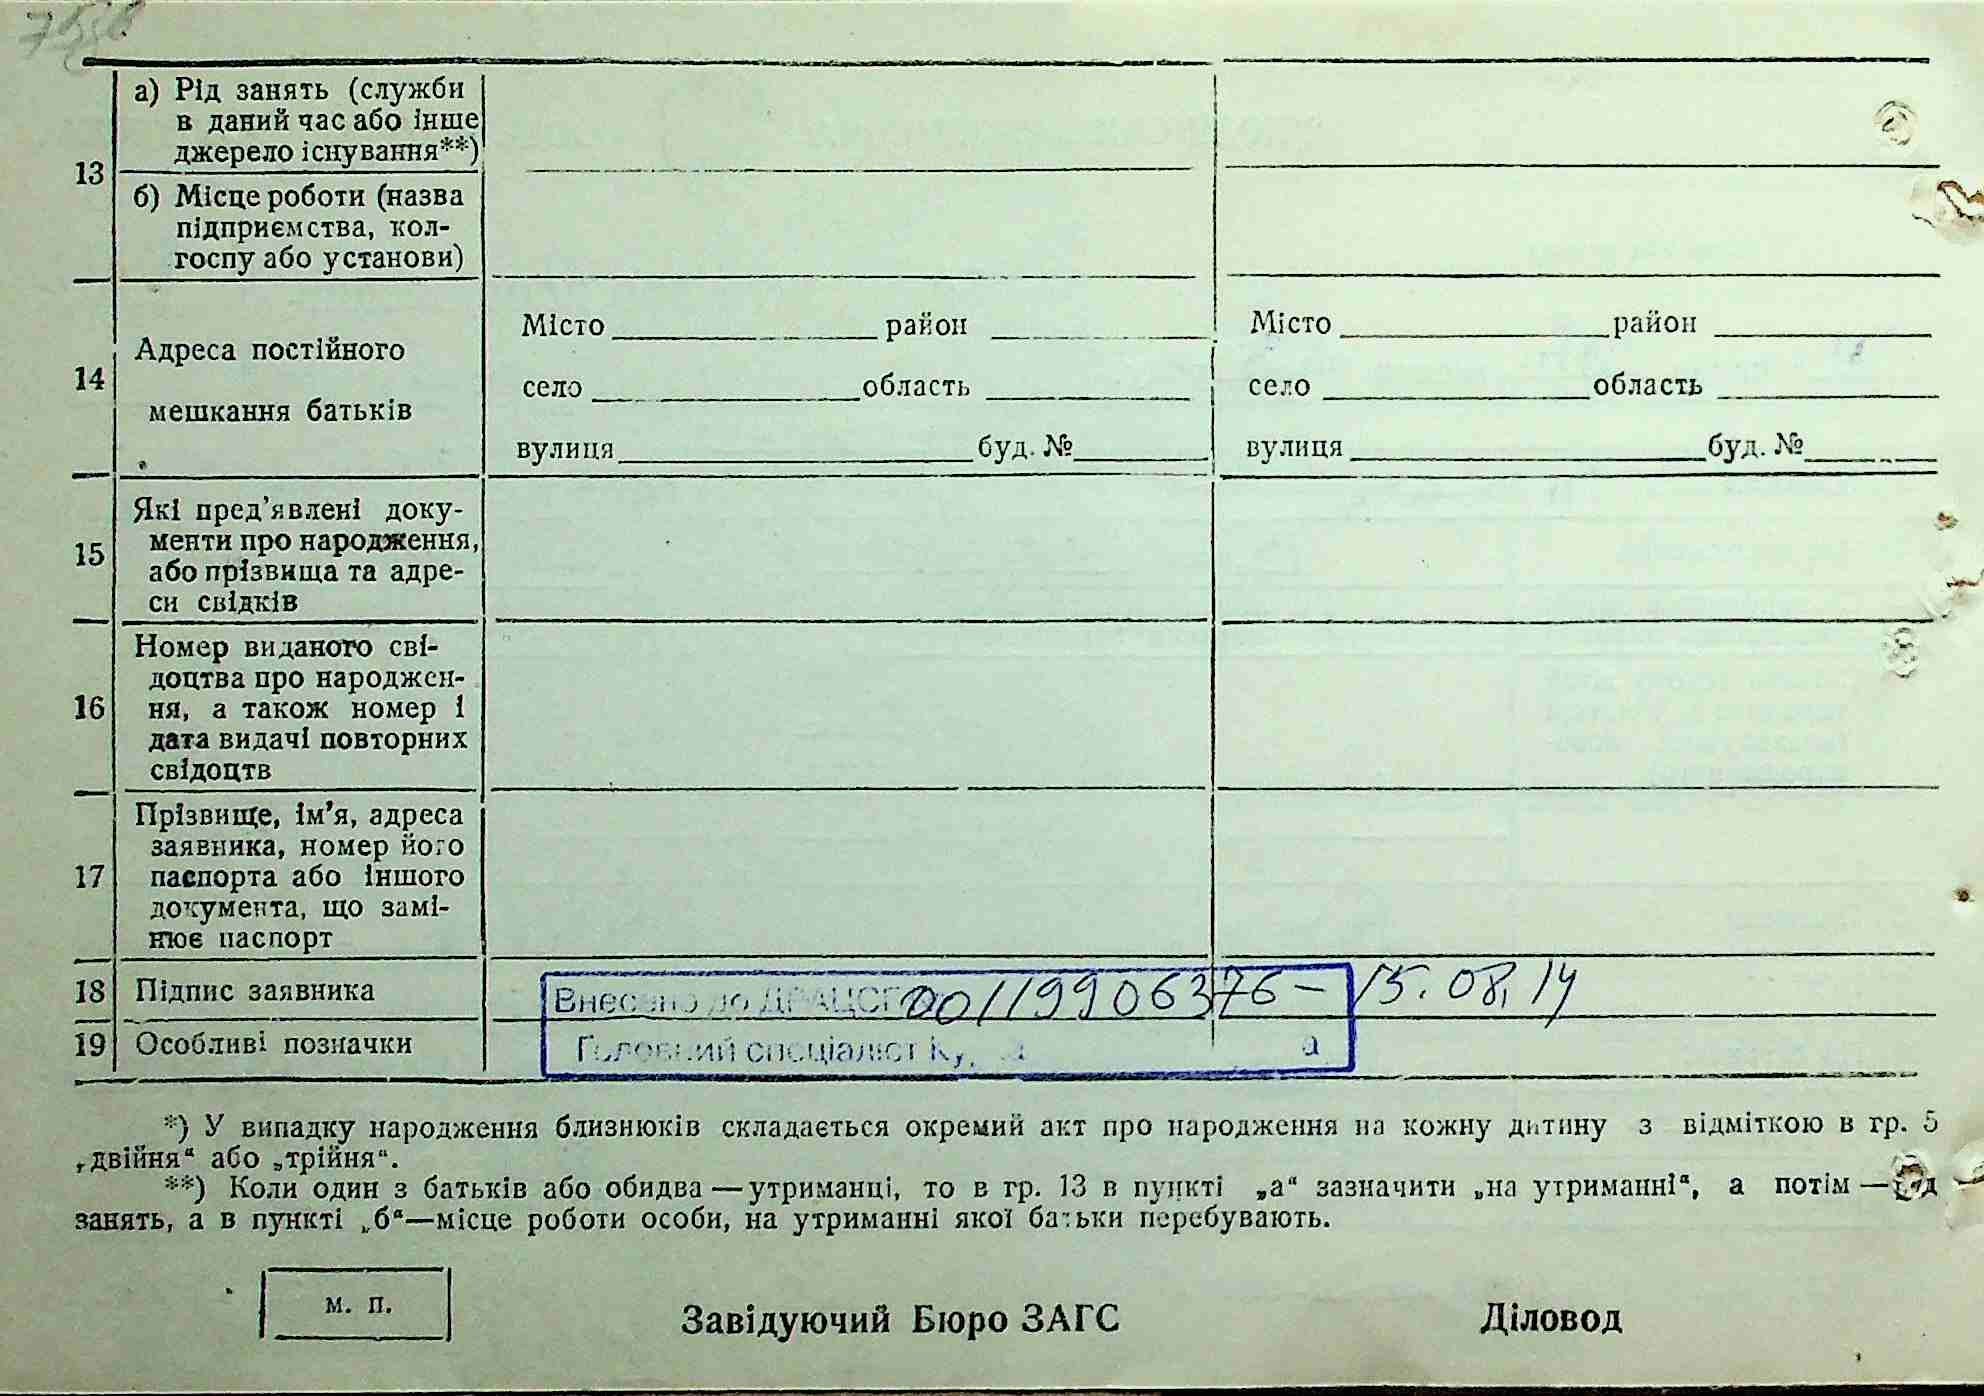 13
а) Рід занять (служби
в даний час або інше
джерело існування**)
б) Місце роботи (назва
підприємства, кол-
госпу або установи)
14
Адреса постійного
мешкання батьків
Місто район
село область
вулиця буд. №
Місто район
село область
вулиця буд. №
15
Які пред’явлені доку-
менти про народження,
або прізвища та адре-
си свідків
16
Номер виданого сві-
доцтва про народжен-
ня, а також номер і
дата видачі повторних
свідоцтв
17
Прізвище, ім’я, адреса
заявника, номер його
паспорта або іншого
документа, що замі-
нює паспорт
18 Підпис заявника
Внесено до ДРАЦСГ 00119906376 – 15.08.14
19 Особливі позначки
Головний спеціаліст
*) У випадку народження близнюків складається окремий акт про народження на кожну дитину з відміткою в гр. 5
„двійня“ або „трійня“.
**) Коли один з батьків або обидва — утриманці, то в гр. 13 в пункті „а“ зазначити „на утриманні“, а потім — рід
занять, а в пункті „б“—місце роботи особи, на утриманні якої батьки перебувають.
м. п.
Завідуючий Бюро ЗАГС
Діловод